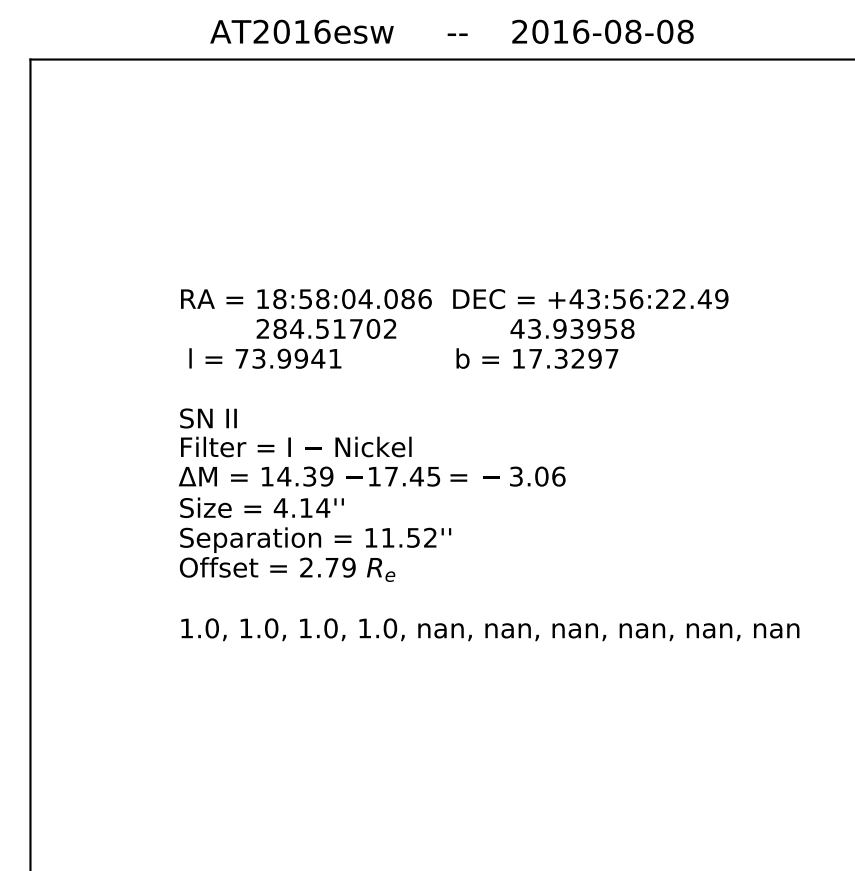 AT2016esw -- 2016-08-08
RA = 18:58:04.086 DEC = +43:56:22.49
284.51702 43.93958
l = 73.9941 b = 17.3297
SN II
Filter = I − Nickel
ΔM = 14.39 −17.45 = − 3.06
Size = 4.14''
Separation = 11.52''
Offset = 2.79 Rₑ
1.0, 1.0, 1.0, 1.0, nan, nan, nan, nan, nan, nan